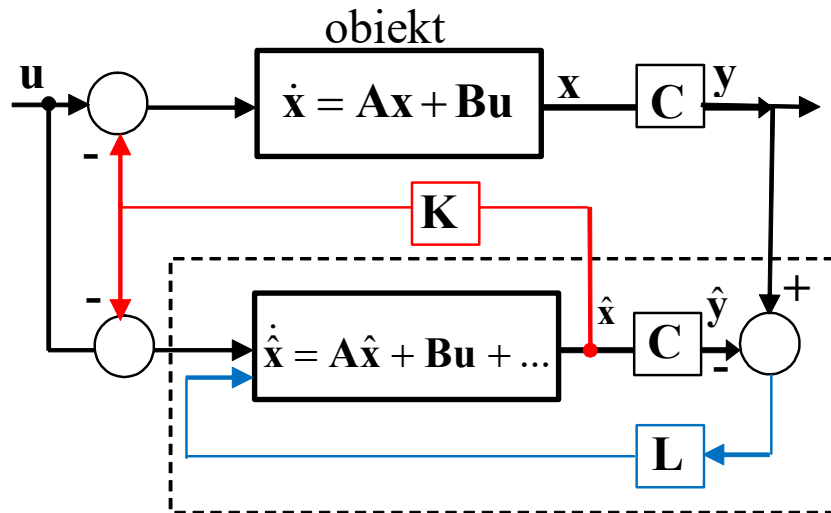 obiekt
u
ẋ = Ax + Bu
x
C
y
-
K
-
+
x̂̇ = Ax̂ + Bu + ...
x̂
C
ŷ
-
L